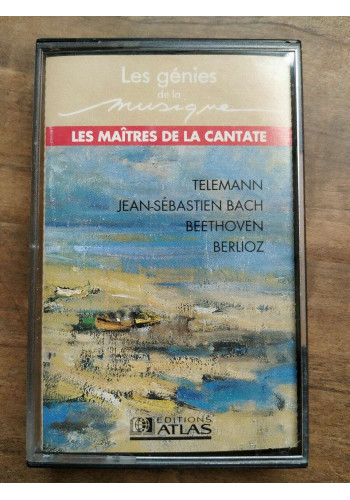 Les génies
de la
musique
LES MAÎTRES DE LA CANTATE
TELEMANN
JEAN-SÉBASTIEN BACH
BEETHOVEN
BERLIOZ
EDITIONS
ATLAS